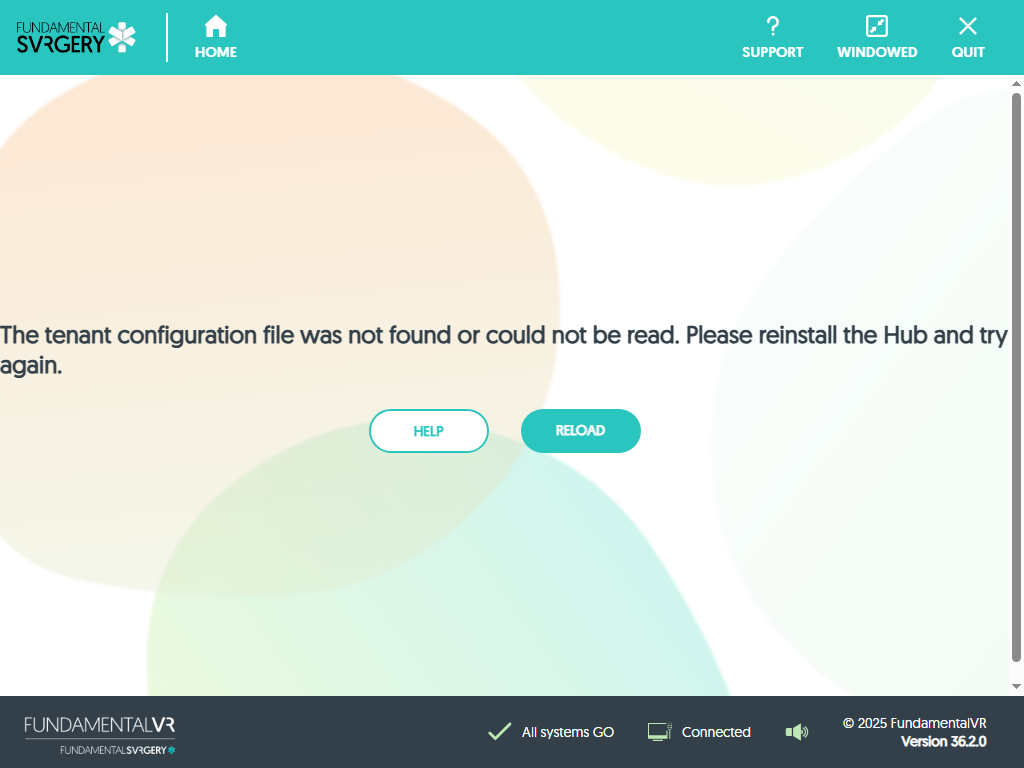 FUNDAMENTAL
SVRGERY
HOME
SUPPORT
WINDOWED
QUIT
The tenant configuration file was not found or could not be read. Please reinstall the Hub and try
again.
HELP
RELOAD
FUNDAMENTALVR
FUNDAMENTALSVRGERY
All systems GO
Connected
© 2025 FundamentalVR
Version 36.2.0